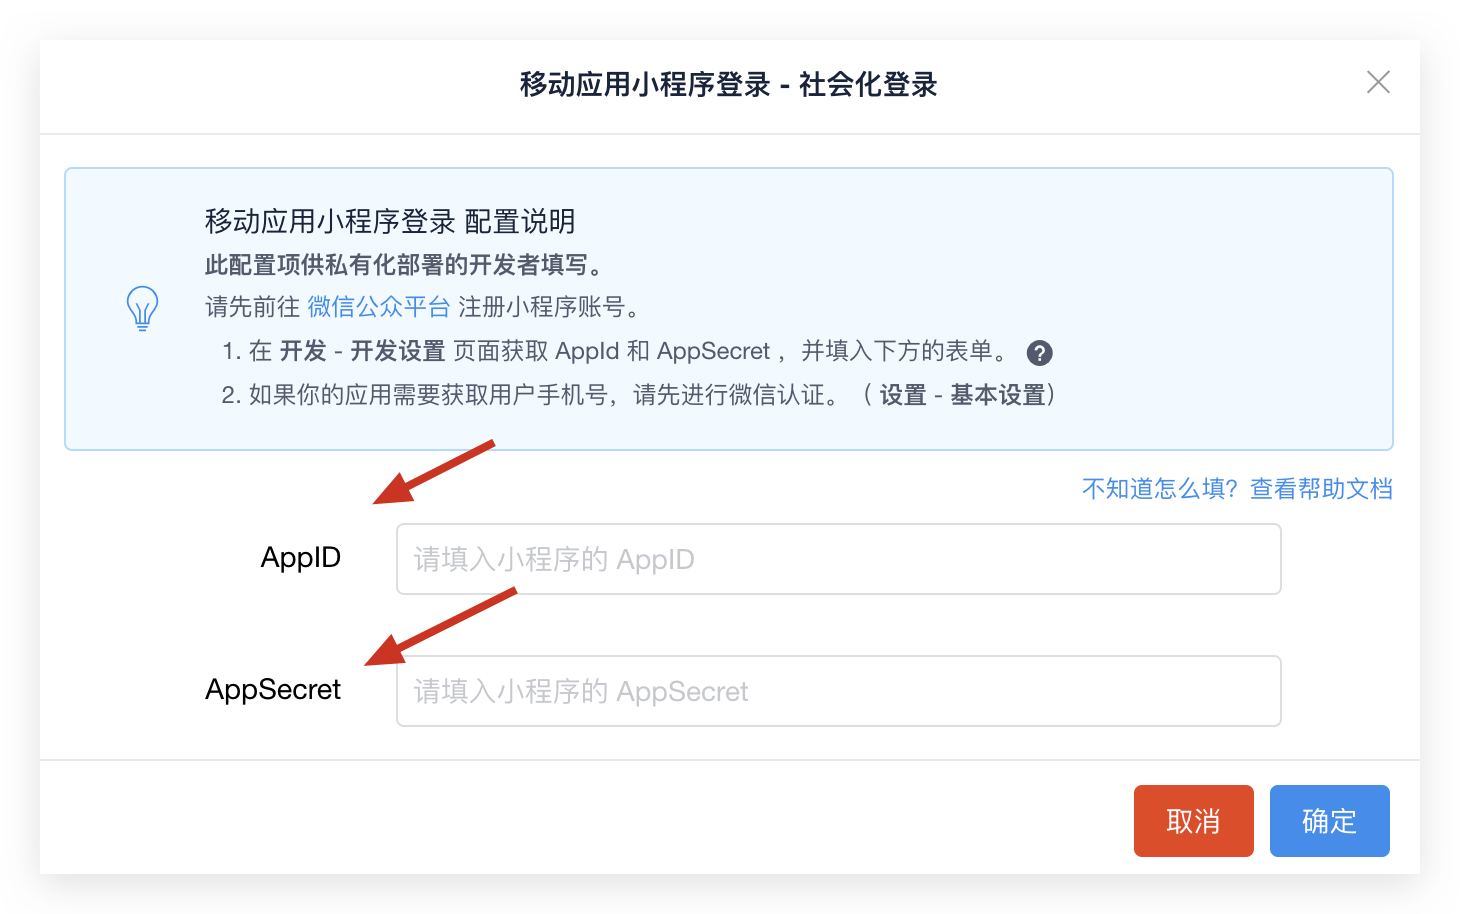 移动应用小程序登录 - 社会化登录
移动应用小程序登录 配置说明
此配置项供私有化部署的开发者填写。
请先前往 微信公众平台 注册小程序账号。
1. 在 开发 - 开发设置 页面获取 AppId 和 AppSecret ，并填入下方的表单。 ?
2. 如果你的应用需要获取用户手机号，请先进行微信认证。（ 设置 - 基本设置）
不知道怎么填？查看帮助文档
AppID 请填入小程序的 AppID
AppSecret 请填入小程序的 AppSecret
取消 确定